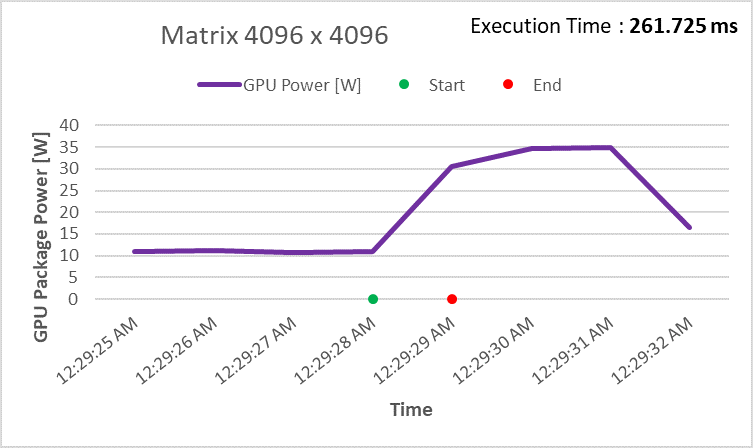 Matrix 4096 x 4096
Execution Time : 261.725 ms
GPU Power [W]
Start
End
GPU Package Power [W]
40
35
30
25
20
15
10
5
0
12:29:25 AM
12:29:26 AM
12:29:27 AM
12:29:28 AM
12:29:29 AM
12:29:30 AM
12:29:31 AM
12:29:32 AM
Time